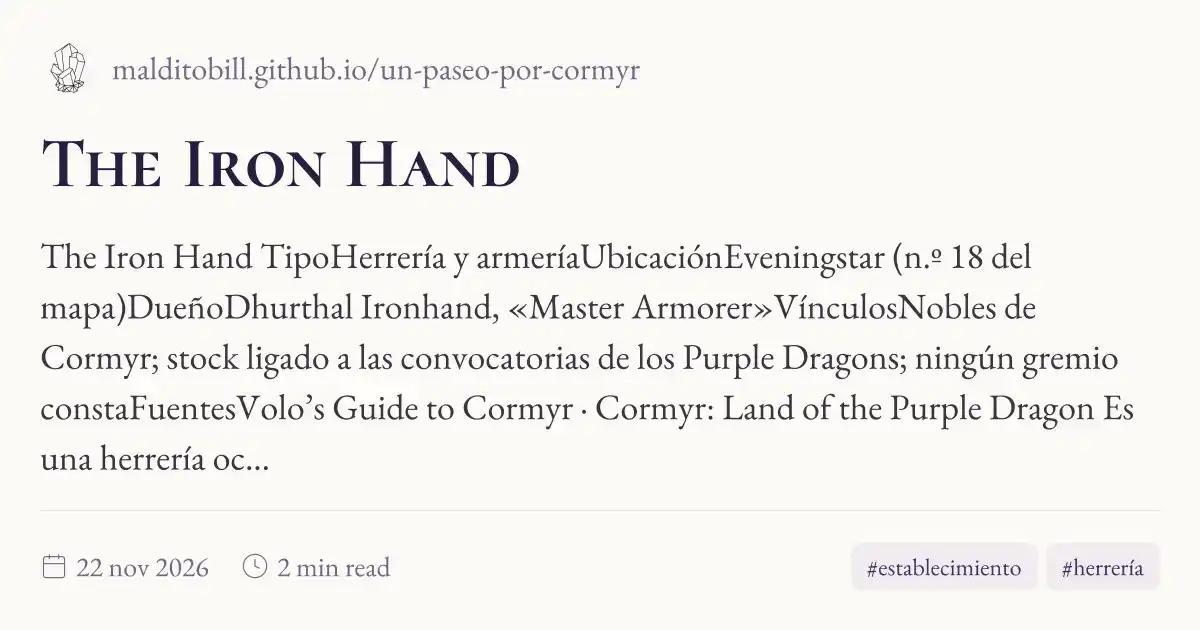 malditobill.github.io/un-paseo-por-cormyr
The Iron Hand
The Iron Hand TipoHerrería y armeríaUbicaciónEveningstar (n.º 18 del
mapa)DueñoDhurthal Ironhand, «Master Armorer»VínculosNobles de
Cormyr; stock ligado a las convocatorias de los Purple Dragons; ningún gremio
constaFuentesVolo’s Guide to Cormyr · Cormyr: Land of the Purple Dragon Es
una herrería oc...
22 nov 2026 2 min read #establecimiento #herrería